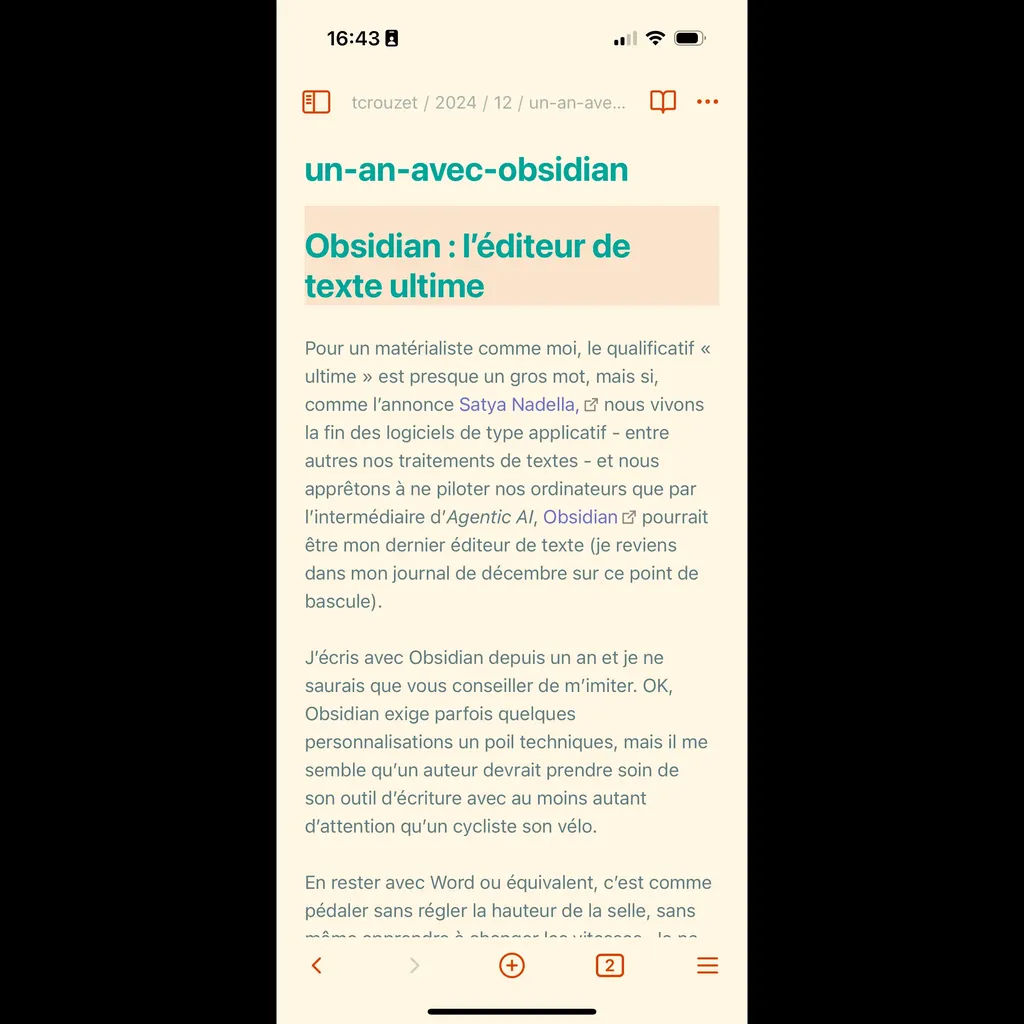 16:43
tcrouzet / 2024 / 12 / un-an-ave...
un-an-avec-obsidian
Obsidian : l’éditeur de
texte ultime
Pour un matérialiste comme moi, le qualificatif «
ultime » est presque un gros mot, mais si,
comme l’annonce Satya Nadella, nous vivons
la fin des logiciels de type applicatif - entre
autres nos traitements de textes - et nous
apprêtons à ne piloter nos ordinateurs que par
l’intermédiaire d’Agentic AI, Obsidian pourrait
être mon dernier éditeur de texte (je reviens
dans mon journal de décembre sur ce point de
bascule).
J’écris avec Obsidian depuis un an et je ne
saurais que vous conseiller de m’imiter. OK,
Obsidian exige parfois quelques
personnalisations un poil techniques, mais il me
semble qu’un auteur devrait prendre soin de
son outil d’écriture avec au moins autant
d’attention qu’un cycliste son vélo.
En rester avec Word ou équivalent, c’est comme
pédaler sans régler la hauteur de la selle, sans
même apprendre à changer les vitesses. Je ne
2